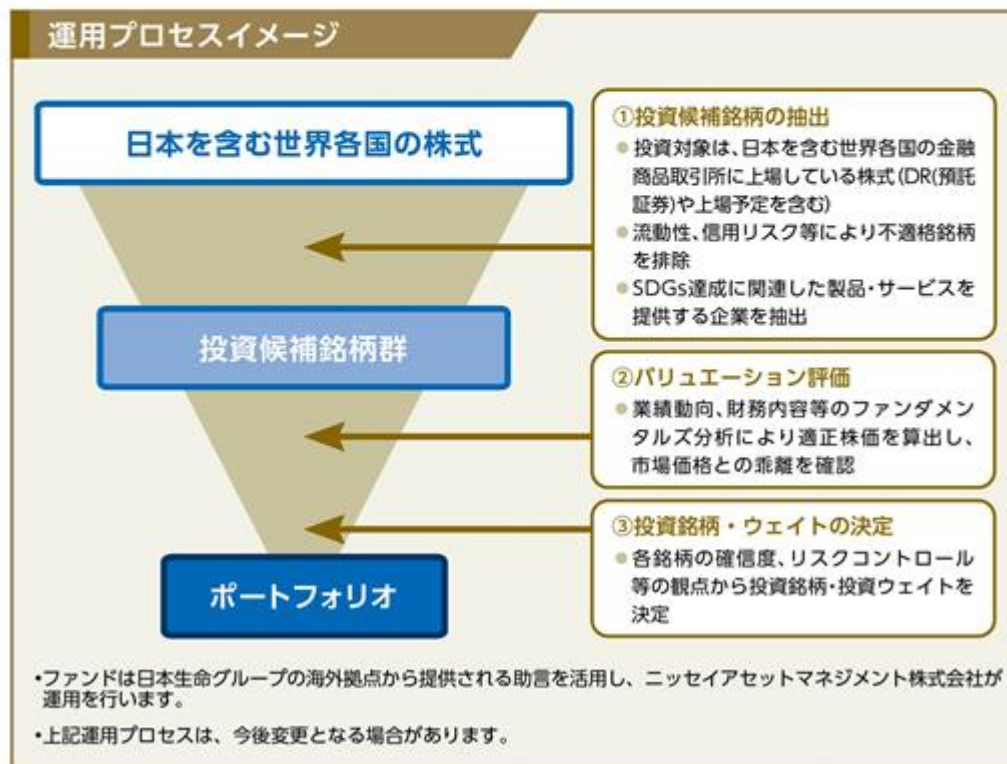 運用プロセスイメージ
日本を含む世界各国の株式
①投資候補銘柄の抽出
●投資対象は、日本を含む世界各国の金融
商品取引所に上場している株式(DR(預託
証券)や上場予定を含む)
●流動性、信用リスク等により不適格銘柄
を排除
●SDGs達成に関連した製品・サービスを
提供する企業を抽出
投資候補銘柄群
②バリュエーション評価
●業績動向、財務内容等のファンダメン
タルズ分析により適正株価を算出し、
市場価格との乖離を確認
③投資銘柄・ウェイトの決定
●各銘柄の確信度、リスクコントロール
等の観点から投資銘柄・投資ウェイトを
決定
ポートフォリオ
•ファンドは日本生命グループの海外拠点から提供される助言を活用し、ニッセイアセットマネジメント株式会社が
運用を行います。
•上記運用プロセスは、今後変更となる場合があります。